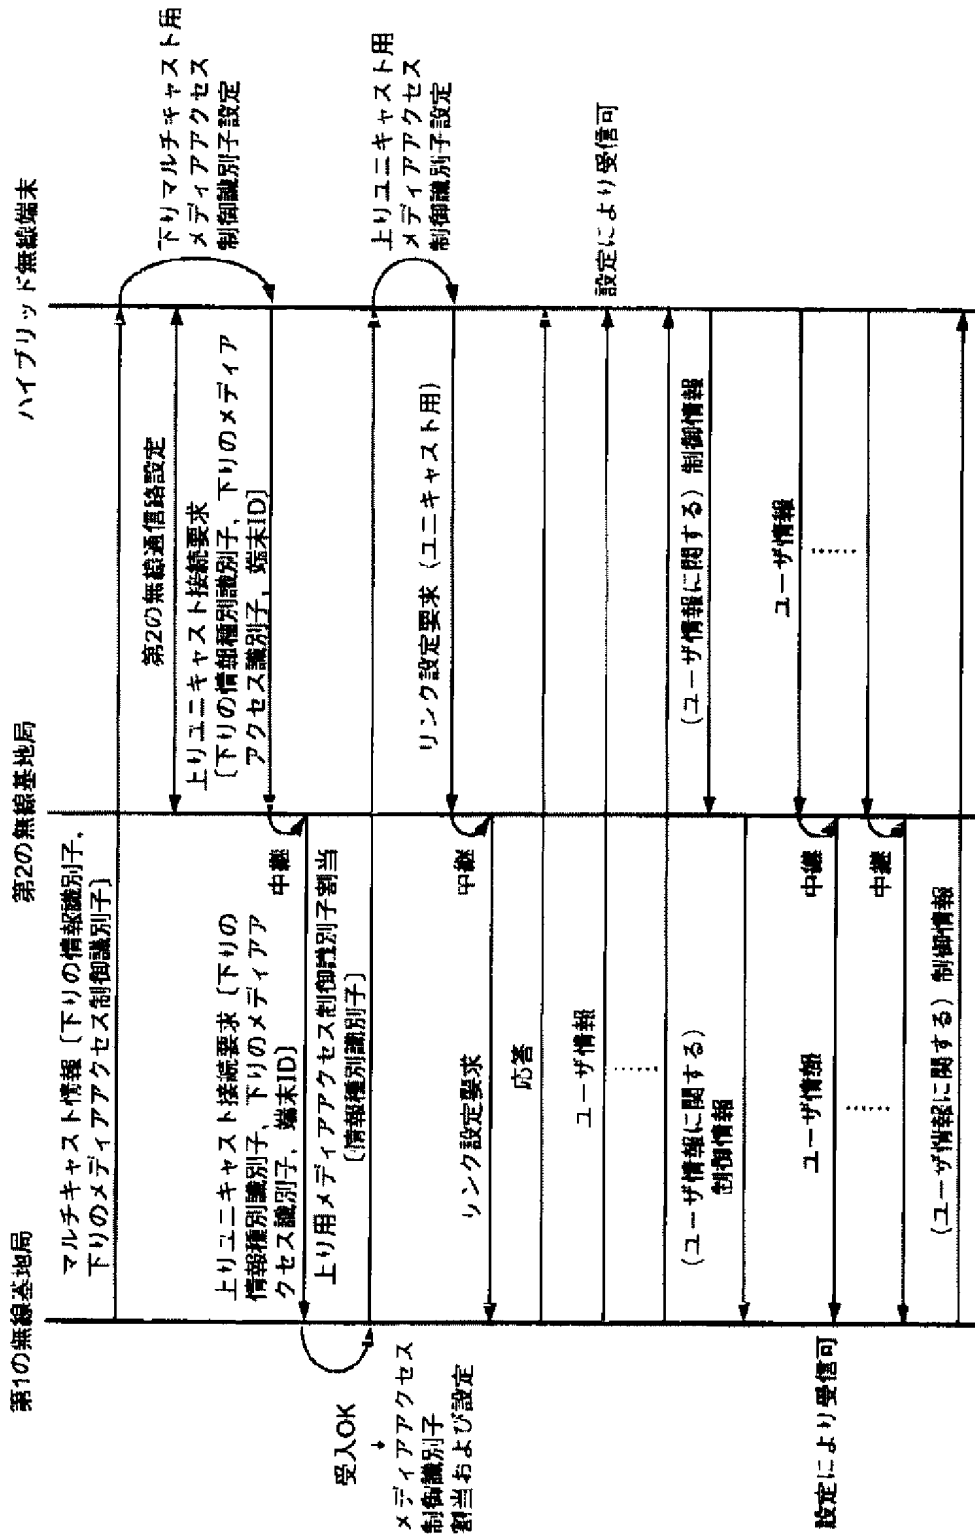 第1の無線基地局
第2の無線基地局
ハイブリッド無線端末
マルチキャスト情報〔下りの情報識別子,
下りのメディアアクセス制御識別子〕
下りマルチキャスト用
メディアアクセス
制御識別子設定
第2の無線通信路設定
上りユニキャスト接続要求
〔下りの情報種別識別子, 下りのメディア
アクセス識別子, 端末ID〕
中継
上りユニキャスト接続要求〔下りの
情報種別識別子、下りのメディアア
クセス識別子、端末ID〕
受入OK
メディアアクセス
制御識別子
割当および設定
上り用メディアアクセス制御識別子割当
〔情報種別識別子〕
上りユニキャスト用
メディアアクセス
制御識別子設定
リンク設定要求（ユニキャスト用）
中継
リンク設定要求
応答
ユーザ情報
……
設定により受信可
（ユーザ情報に関する）制御情報
（ユーザ情報に関する）
制御情報
ユーザ情報
……
中継
ユーザ情報
……
中継
設定により受信可
（ユーザ情報に関する）制御情報